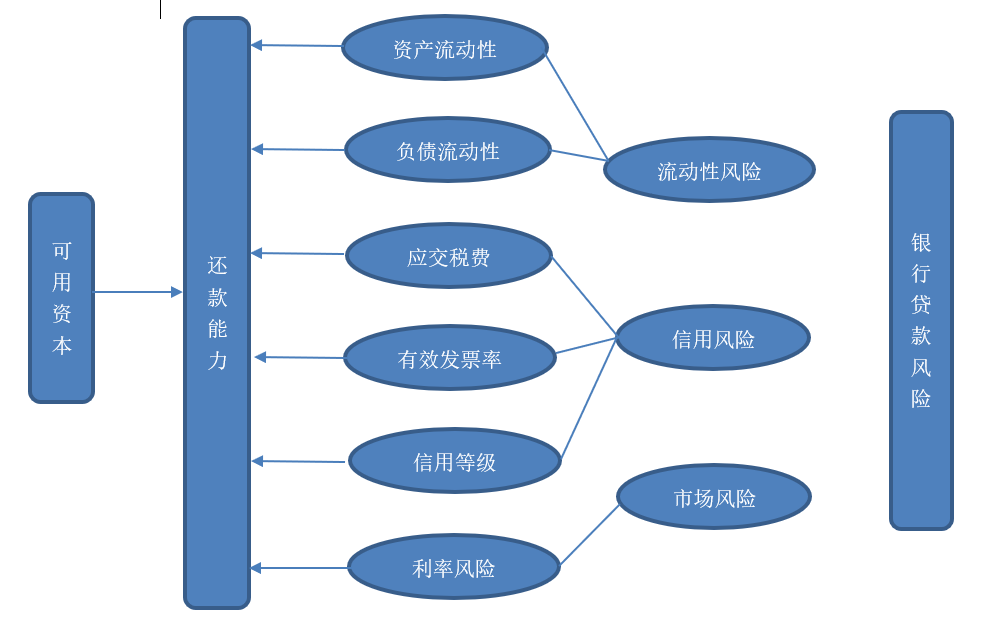 可用资本
还款能力
资产流动性
负债流动性
应交税费
有效发票率
信用等级
利率风险
流动性风险
信用风险
市场风险
银行贷款风险